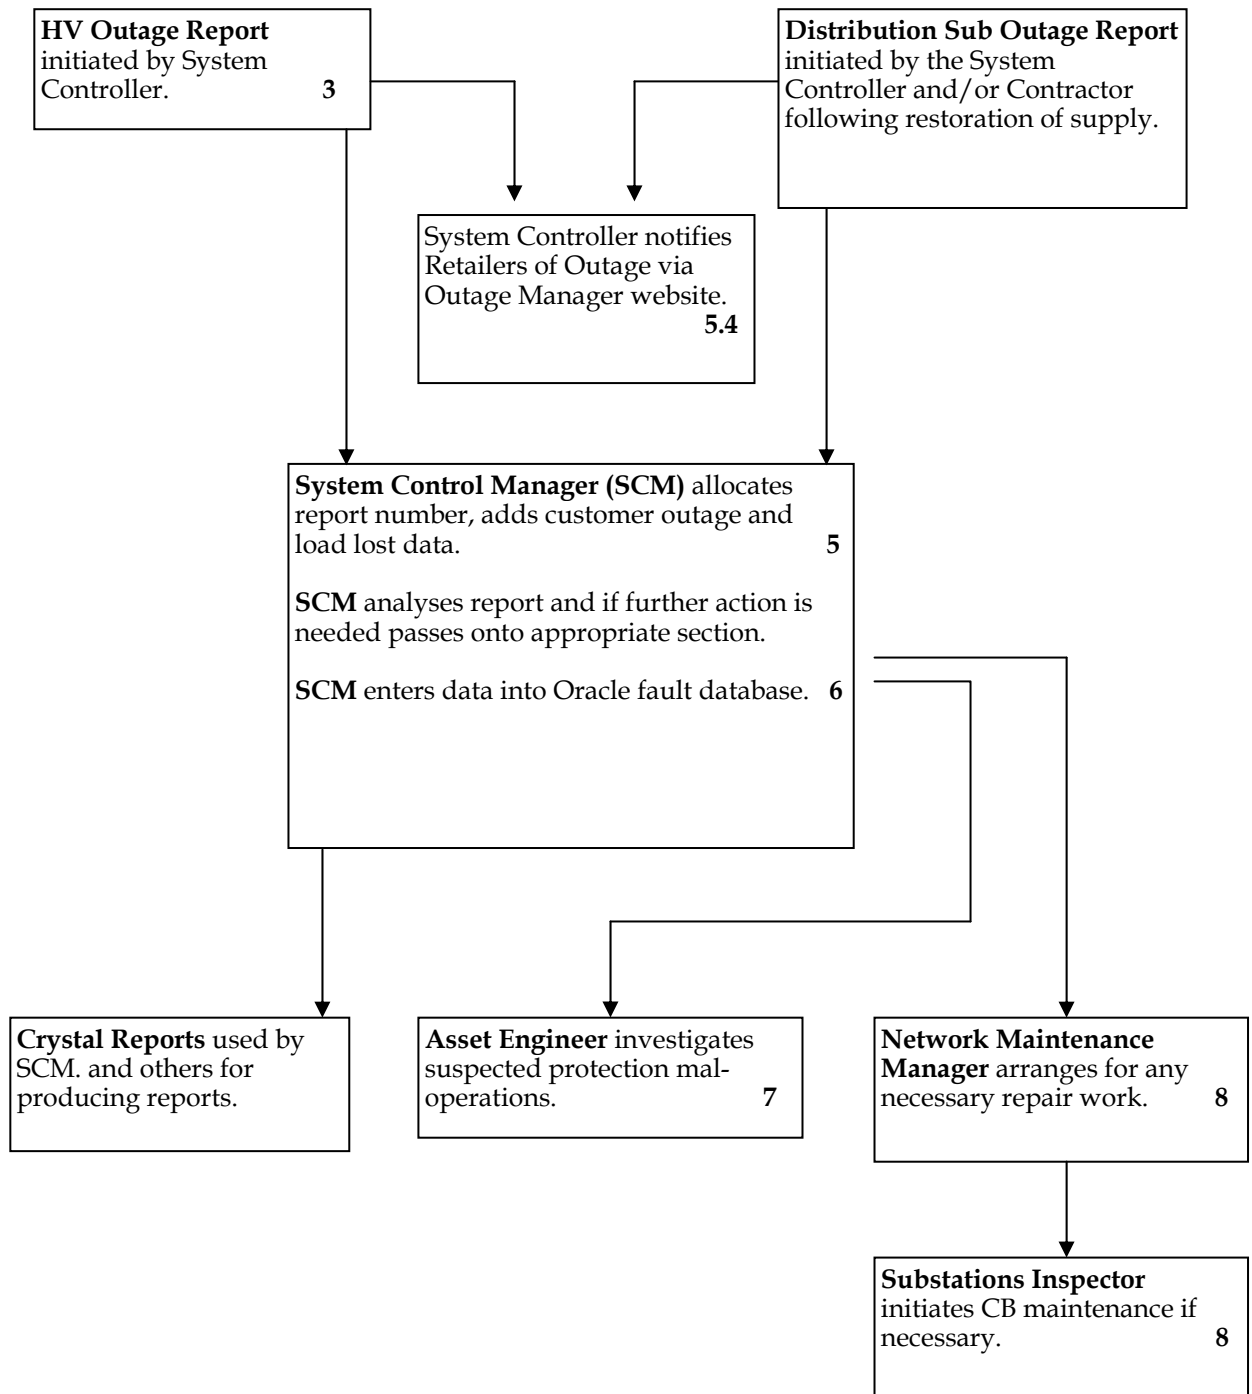 HV Outage Report
initiated by System
Controller. 3
Distribution Sub Outage Report
initiated by the System
Controller and/or Contractor
following restoration of supply.
System Controller notifies
Retailers of Outage via
Outage Manager website.
5.4
System Control Manager (SCM) allocates
report number, adds customer outage and
load lost data. 5
SCM analyses report and if further action is
needed passes onto appropriate section.
SCM enters data into Oracle fault database. 6
Crystal Reports used by
SCM. and others for
producing reports.
Asset Engineer investigates
suspected protection mal-
operations. 7
Network Maintenance
Manager arranges for any
necessary repair work. 8
Substations Inspector
initiates CB maintenance if
necessary. 8